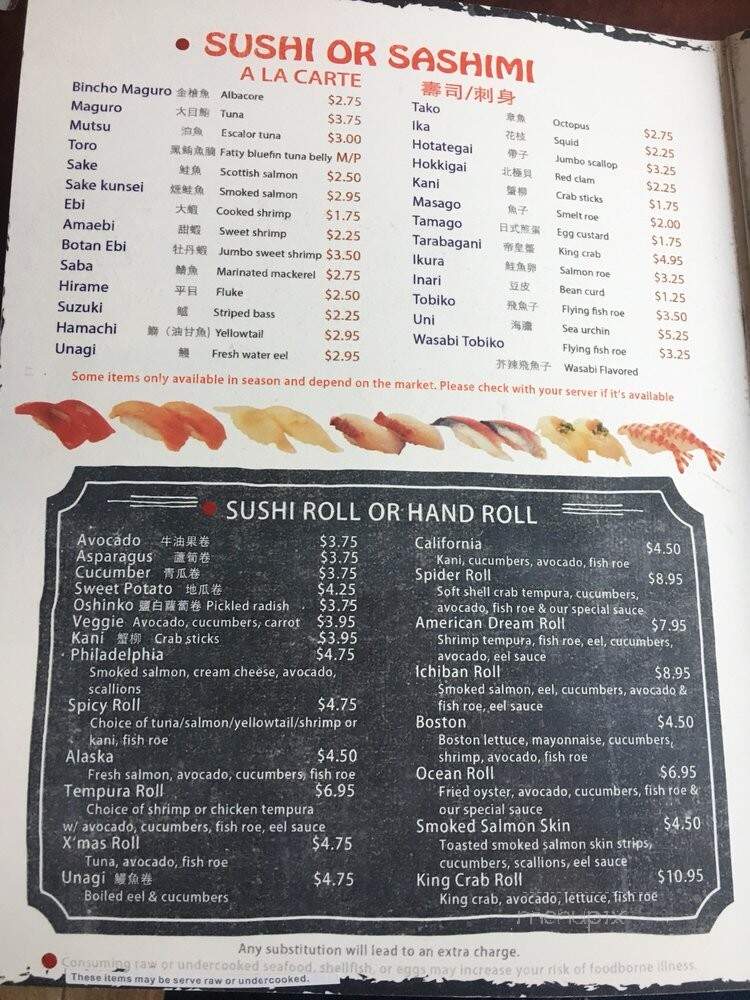 SUSHI OR SASHIMI
A LA CARTE 壽司/刺身
Bincho Maguro 金槍魚 Albacore $2.75
Maguro 大目鮪 Tuna $3.75
Mutsu 油魚 Escolar tuna $3.00
Toro 黑鮪魚腩 Fatty bluefin tuna belly M/P
Sake 鮭魚 Scottish salmon $2.50
Sake kunsei 煙鮭魚 Smoked salmon $2.95
Ebi 大蝦 Cooked shrimp $1.75
Amaebi 甜蝦 Sweet shrimp $2.25
Botan Ebi 牡丹蝦 Jumbo sweet shrimp $3.50
Saba 鯖魚 Marinated mackerel $2.75
Hirame 平目 Fluke $2.50
Suzuki 鱸 Striped bass $2.25
Hamachi 鰤 (油甘魚) Yellowtail $2.95
Unagi 鰻 Fresh water eel $2.95
Tako 章魚 Octopus $2.75
Ika 花枝 Squid $2.25
Hotategai 帶子 Jumbo scallop $3.25
Hokkigai 北極貝 Red clam $2.25
Kani 蟹柳 Crab sticks $1.75
Masago 魚子 Smelt roe $2.00
Tamago 日式煎蛋 Egg custard $1.75
Tarabagani 帝皇蟹 King crab $4.95
Ikura 鮭魚卵 Salmon roe $3.25
Inari 豆皮 Bean curd $1.25
Tobiko 飛魚子 Flying fish roe $3.50
Uni 海膽 Sea urchin $5.25
Wasabi Tobiko Flying fish roe $3.25
芥辣飛魚子 Wasabi Flavored
Some items only available in season and depend on the market. Please check with your server if it's available
SUSHI ROLL OR HAND ROLL
Avocado 牛油果卷 $3.75
Asparagus 蘆筍卷 $3.75
Cucumber 青瓜卷 $3.75
Sweet Potato 地瓜卷 $4.25
Oshinko 鹽白蘿蔔卷 Pickled radish $3.75
Veggie Avocado, cucumbers, carrot $3.95
Kani 蟹柳 Crab sticks $3.95
Philadelphia $4.75
Smoked salmon, cream cheese, avocado,
scallions
Spicy Roll $4.75
Choice of tuna/salmon/yellowtail/shrimp or
kani, fish roe
Alaska $4.50
Fresh salmon, avocado, cucumbers, fish roe
Tempura Roll $6.95
Choice of shrimp or chicken tempura
w/ avocado, cucumbers, fish roe, eel sauce
X'mas Roll $4.75
Tuna, avocado, fish roe
Unagi 鰻魚卷 $4.75
Boiled eel & cucumbers
California $4.50
Kani, cucumbers, avocado, fish roe
Spider Roll $8.95
Soft shell crab tempura, cucumbers,
avocado, fish roe & our special sauce
American Dream Roll $7.95
Shrimp tempura, fish roe, eel, cucumbers,
avocado, eel sauce
Ichiban Roll $8.95
Smoked salmon, eel, cucumbers, avocado &
fish roe, eel sauce
Boston $4.50
Boston lettuce, mayonnaise, cucumbers,
shrimp, avocado, fish roe
Ocean Roll $6.95
Fried oyster, avocado, cucumbers, fish roe &
our special sauce
Smoked Salmon Skin $4.50
Toasted smoked salmon skin strips,
cucumbers, scallions, eel sauce
King Crab Roll $10.95
King crab, avocado, lettuce, fish roe
menupix
Any substitution will lead to an extra charge.
Consuming raw or undercooked seafood, shellfish, or eggs may increase your risk of foodborne illness.
These items may be serve raw or undercooked.